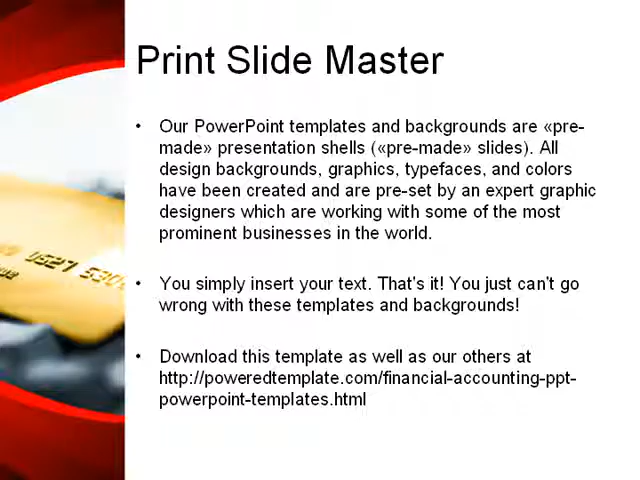 Print Slide Master
• Our PowerPoint templates and backgrounds are «pre-
made» presentation shells («pre-made» slides). All
design backgrounds, graphics, typefaces, and colors
have been created and are pre-set by an expert graphic
designers which are working with some of the most
prominent businesses in the world.
• You simply insert your text. That's it! You just can't go
wrong with these templates and backgrounds!
• Download this template as well as our others at
http://poweredtemplate.com/financial-accounting-ppt-
powerpoint-templates.html